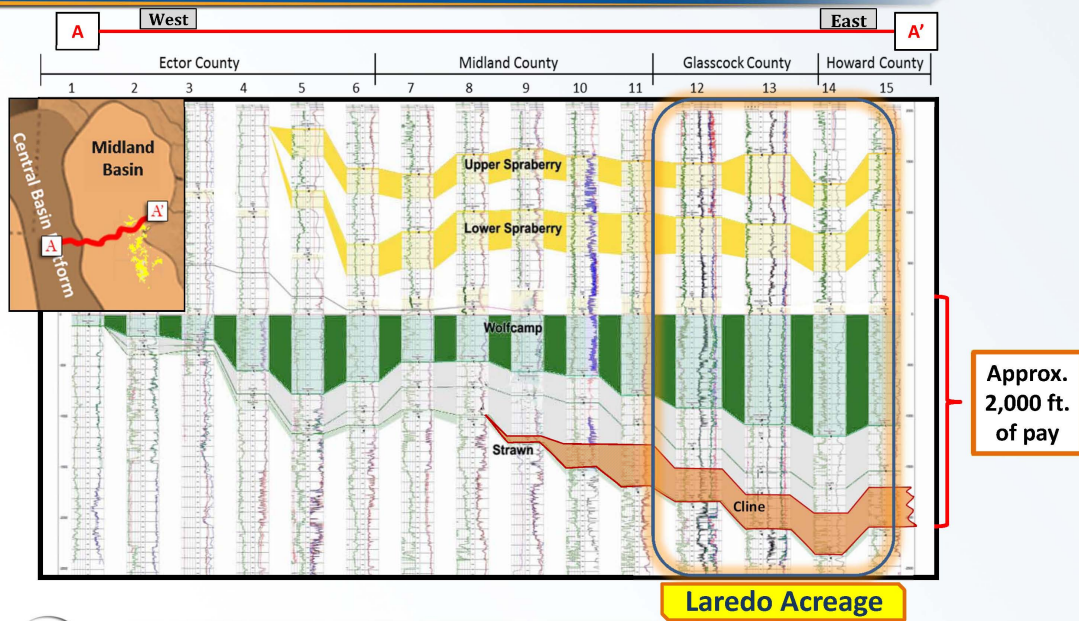 A
West
East
A'
Ector County
Midland County
Glasscock County
Howard County
1
2
3
4
5
6
7
8
9
10
11
12
13
14
15
Midland
Basin
Central Basin
A'
A
Upper Spraberry
Lower Spraberry
Wolfcamp
Strawn
Cline
Approx.
2,000 ft.
of pay
Laredo Acreage